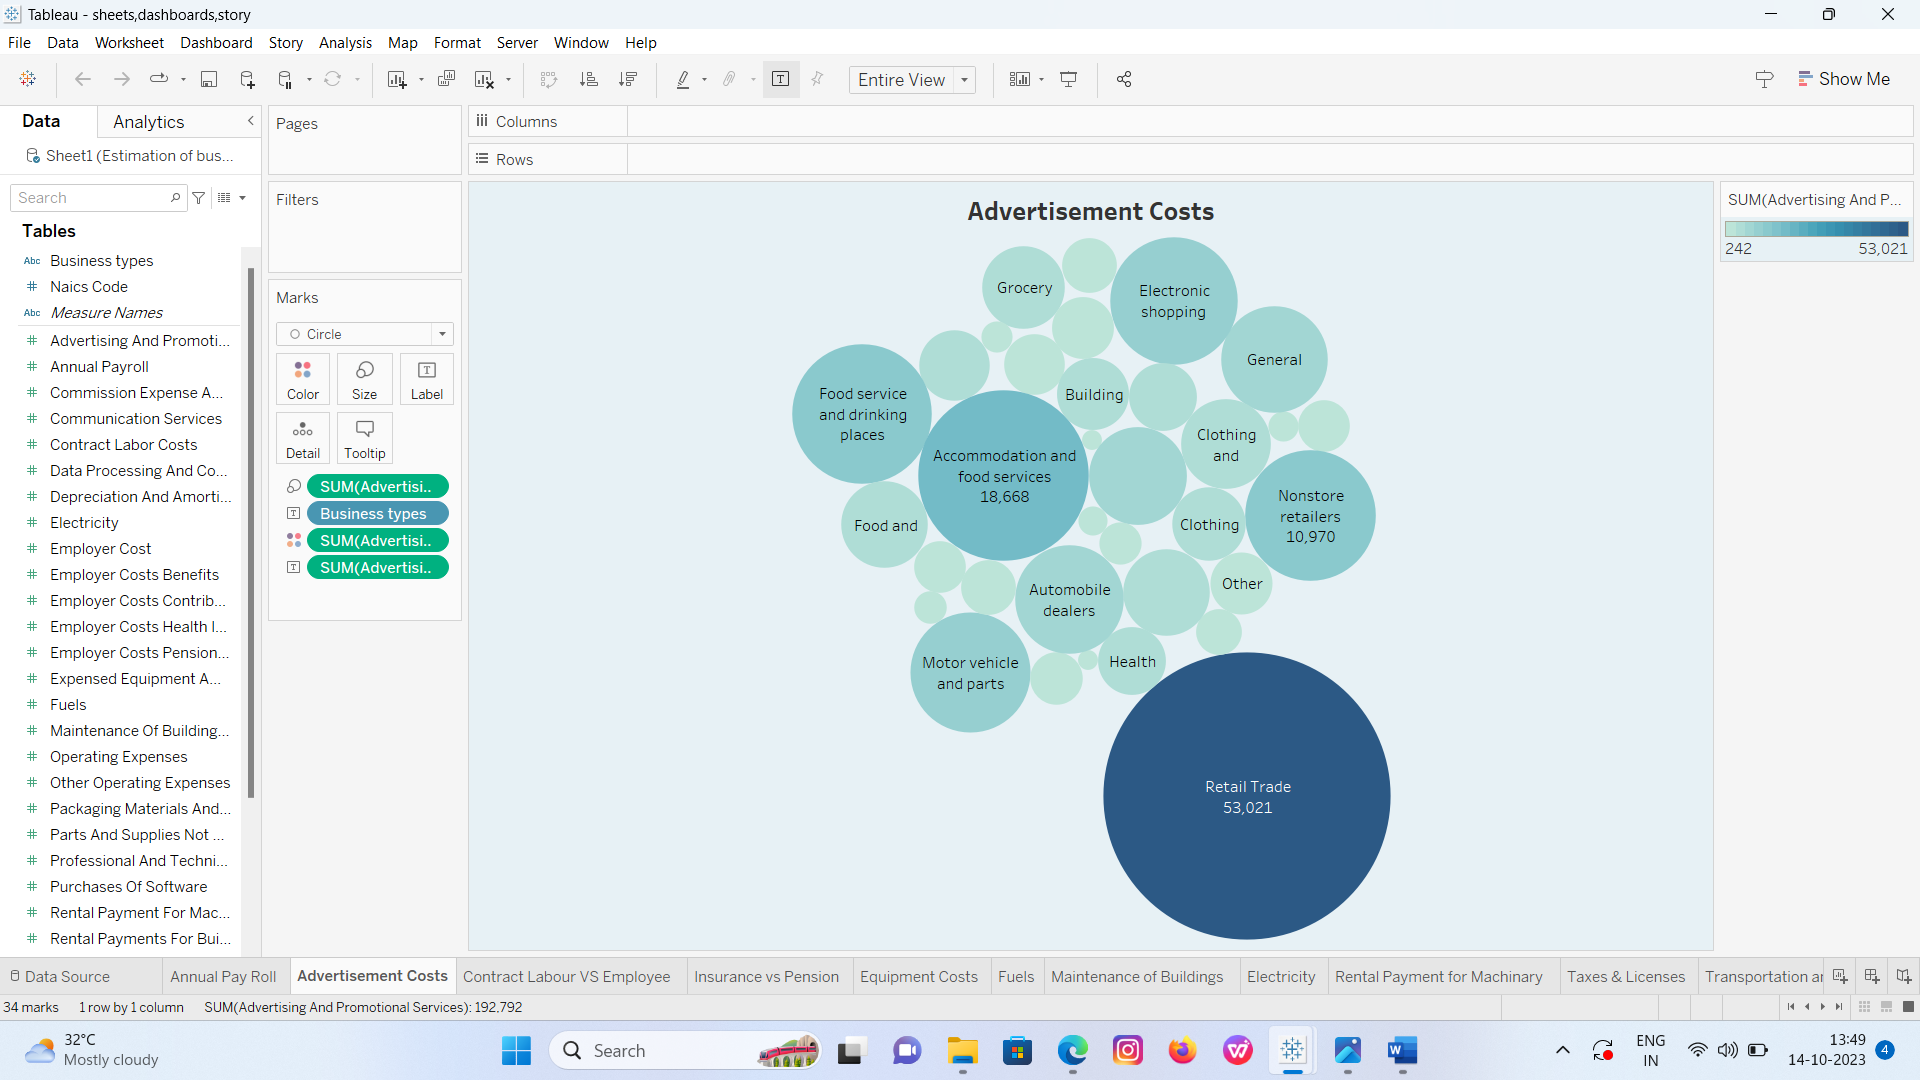 Tableau - sheets,dashboards,story
File Data Worksheet Dashboard Story Analysis Map Format Server Window Help
Entire View
Show Me
Data Analytics
Sheet1 (Estimation of bus...
Search
Tables
Abc Business types
Naics Code
Abc Measure Names
Advertising And Promoti...
Annual Payroll
Commission Expense A...
Communication Services
Contract Labor Costs
Data Processing And Co...
Depreciation And Amorti...
Electricity
Employer Cost
Employer Costs Benefits
Employer Costs Contrib...
Employer Costs Health I...
Employer Costs Pension...
Expensed Equipment A...
Fuels
Maintenance Of Building...
Operating Expenses
Other Operating Expenses
Packaging Materials And...
Parts And Supplies Not ...
Professional And Techni...
Purchases Of Software
Rental Payment For Mac...
Rental Payments For Bui...
Pages
Filters
Marks
Circle
Color Size Label
Detail Tooltip
SUM(Advertisi..
Business types
SUM(Advertisi..
SUM(Advertisi..
Columns
Rows
Advertisement Costs
Grocery
Electronic
shopping
General
Food service
and drinking
places
Building
Clothing
and
Accommodation and
food services
18,668
Nonstore
retailers
10,970
Food and
Clothing
Automobile
dealers
Other
Motor vehicle
and parts
Health
Retail Trade
53,021
SUM(Advertising And P...
242 53,021
Data Source Annual Pay Roll Advertisement Costs Contract Labour VS Employee Insurance vs Pension Equipment Costs Fuels Maintenance of Buildings Electricity Rental Payment for Machinary Taxes & Licenses Transportation ar
34 marks 1 row by 1 column SUM(Advertising And Promotional Services): 192,792
32°C
Mostly cloudy
Search
ENG
IN
13:49
14-10-2023
4